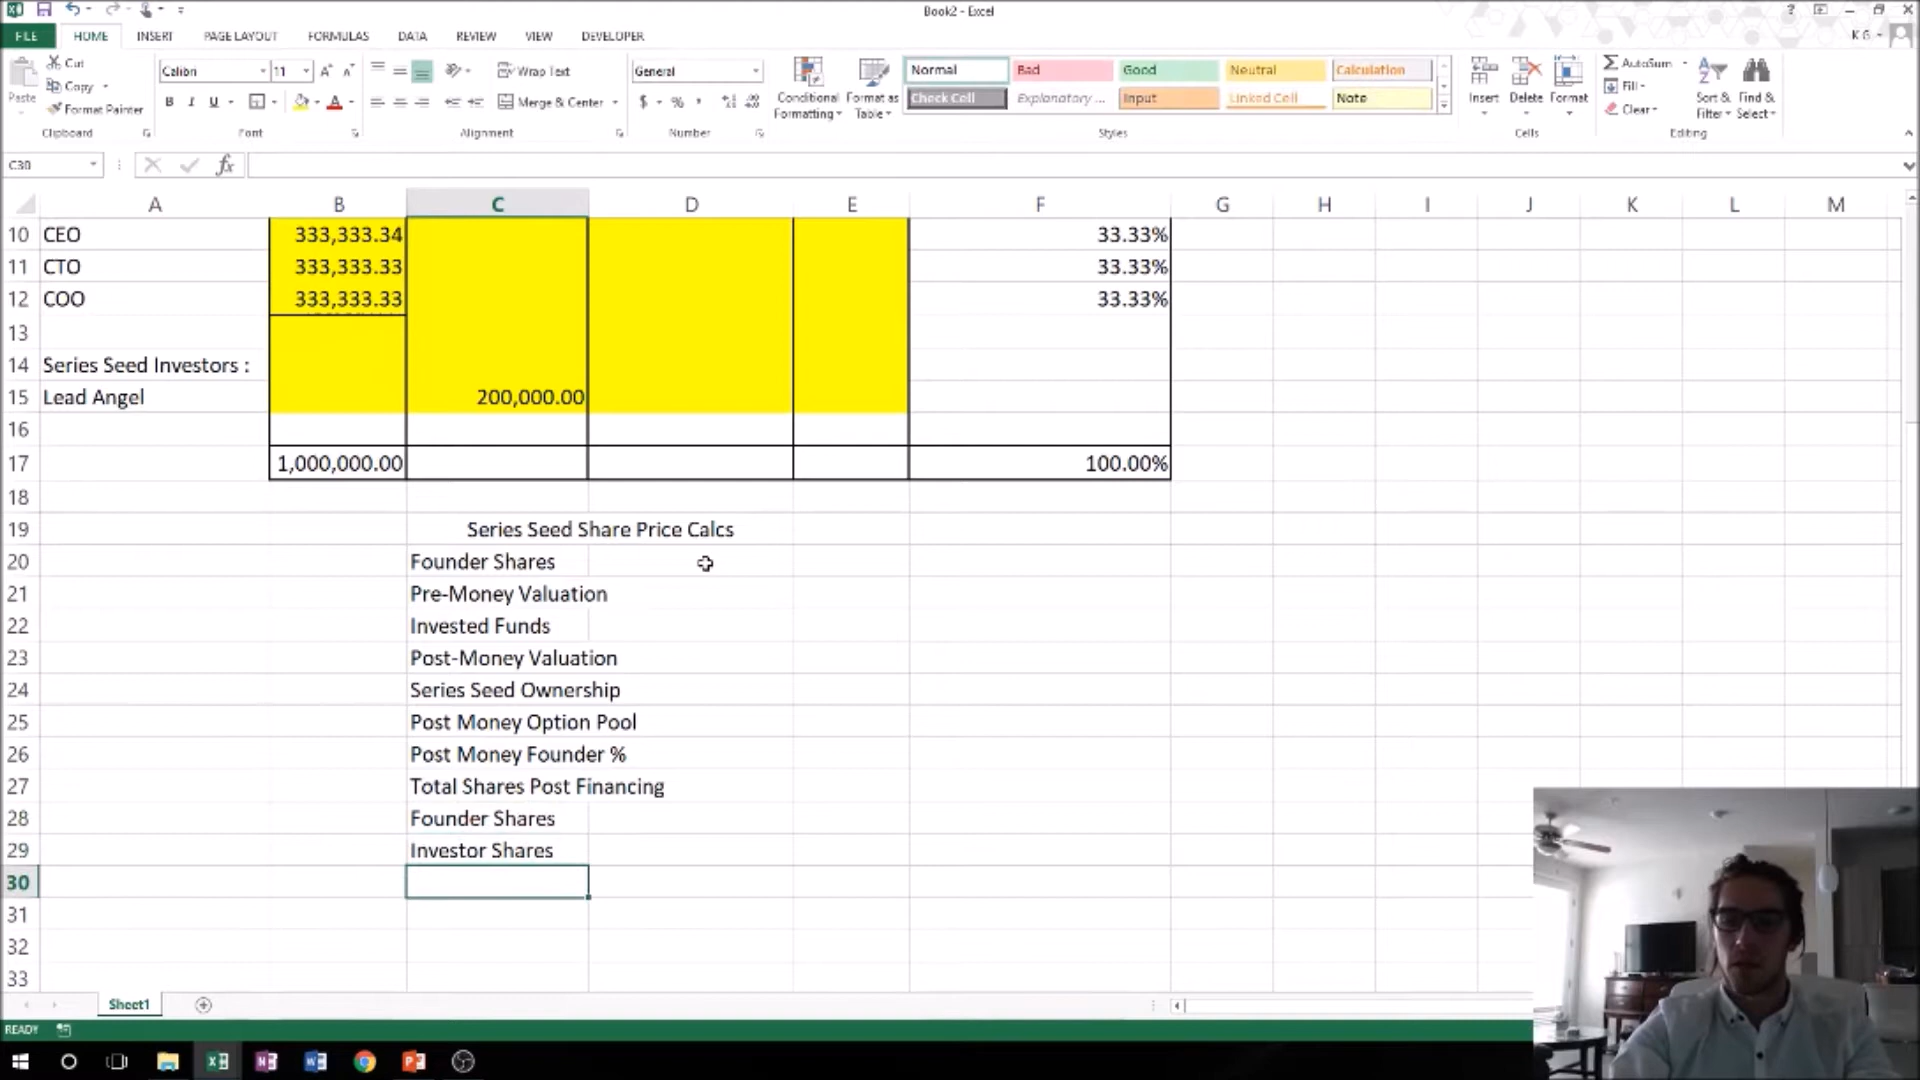 Book2 - Excel
K G
FILE HOME INSERT PAGE LAYOUT FORMULAS DATA REVIEW VIEW DEVELOPER
Paste
Cut
Copy
Format Painter
Clipboard
Calibri 11
B I U
Font
Wrap Text
Merge & Center
Alignment
General
$ % ,
Number
Conditional Formatting
Format as Table
Normal Bad Good Neutral Calculation
Check Cell Explanatory ... Input Linked Cell Note
Styles
Insert Delete Format
Cells
AutoSum
Fill
Clear
Sort & Filter
Find & Select
Editing
C30 fx
A B C D E F G H I J K L M
10 CEO 333,333.34 33.33%
11 CTO 333,333.33 33.33%
12 COO 333,333.33 33.33%
13
14 Series Seed Investors :
15 Lead Angel 200,000.00
16
17 1,000,000.00 100.00%
18
19 Series Seed Share Price Calcs
20 Founder Shares
21 Pre-Money Valuation
22 Invested Funds
23 Post-Money Valuation
24 Series Seed Ownership
25 Post Money Option Pool
26 Post Money Founder %
27 Total Shares Post Financing
28 Founder Shares
29 Investor Shares
30
31
32
33
Sheet1
READY